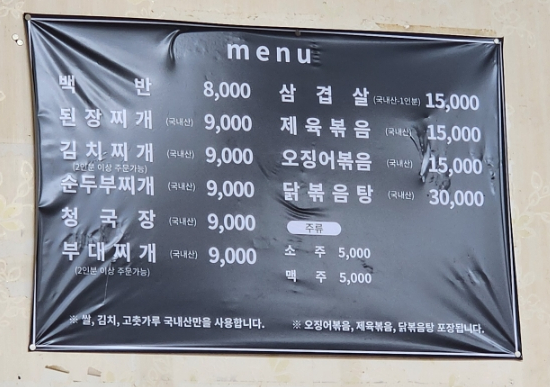 menu
백 반 8,000
된장찌개 (국내산) 9,000
김치찌개 (국내산) 9,000
(2인분 이상 주문가능)
순두부찌개 (국내산) 9,000
청국장 (국내산) 9,000
부대찌개 (국내산) 9,000
(2인분 이상 주문가능)
삼겹살 (국내산-1인분) 15,000
제육볶음 (국내산) 15,000
오징어볶음 (국내산) 15,000
닭볶음탕 (국내산) 30,000
주류
소 주 5,000
맥 주 5,000
※ 쌀, 김치, 고춧가루 국내산만을 사용합니다.
※ 오징어볶음, 제육볶음, 닭볶음탕 포장됩니다.